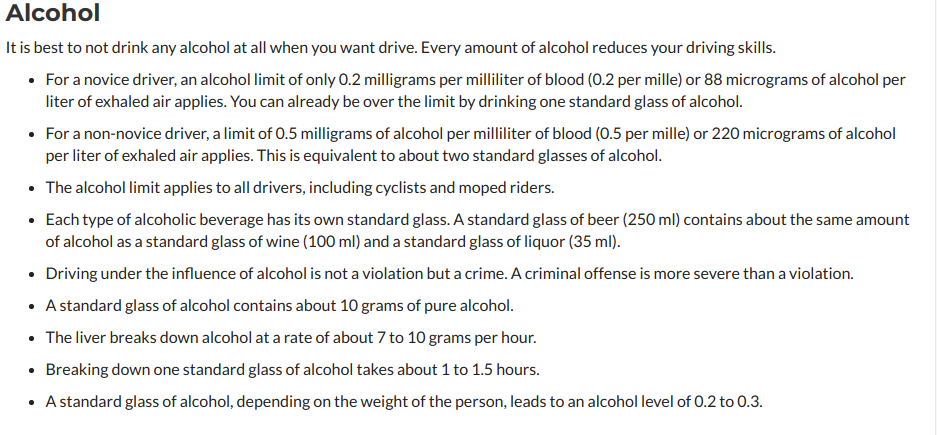 Alcohol
It is best to not drink any alcohol at all when you want drive. Every amount of alcohol reduces your driving skills.
• For a novice driver, an alcohol limit of only 0.2 milligrams per milliliter of blood (0.2 per mille) or 88 micrograms of alcohol per
liter of exhaled air applies. You can already be over the limit by drinking one standard glass of alcohol.
• For a non-novice driver, a limit of 0.5 milligrams of alcohol per milliliter of blood (0.5 per mille) or 220 micrograms of alcohol
per liter of exhaled air applies. This is equivalent to about two standard glasses of alcohol.
• The alcohol limit applies to all drivers, including cyclists and moped riders.
• Each type of alcoholic beverage has its own standard glass. A standard glass of beer (250 ml) contains about the same amount
of alcohol as a standard glass of wine (100 ml) and a standard glass of liquor (35 ml).
• Driving under the influence of alcohol is not a violation but a crime. A criminal offense is more severe than a violation.
• A standard glass of alcohol contains about 10 grams of pure alcohol.
• The liver breaks down alcohol at a rate of about 7 to 10 grams per hour.
• Breaking down one standard glass of alcohol takes about 1 to 1.5 hours.
• A standard glass of alcohol, depending on the weight of the person, leads to an alcohol level of 0.2 to 0.3.